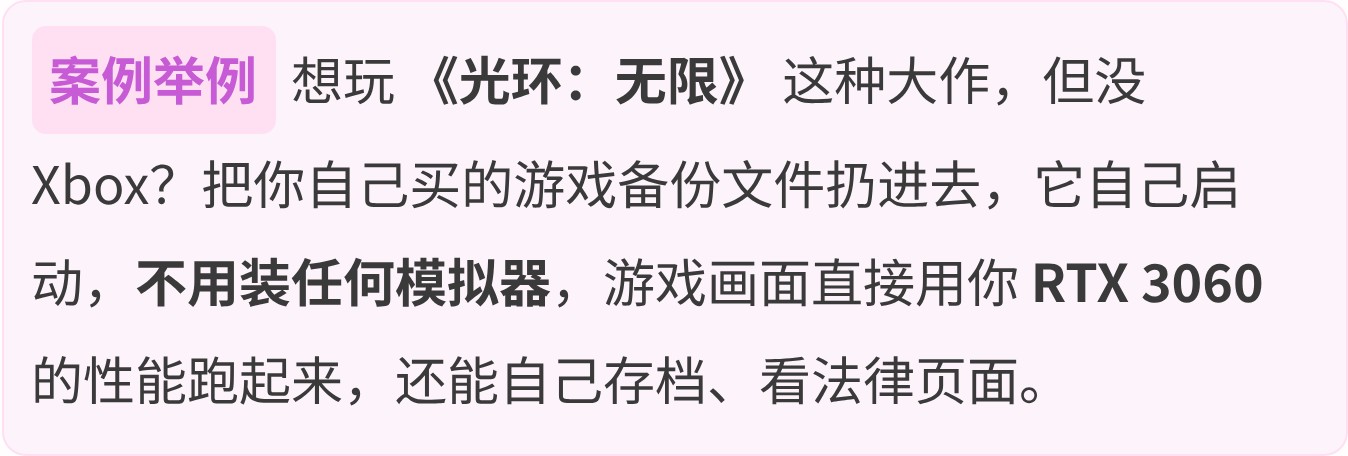 案例举例 想玩 《光环：无限》 这种大作，但没
Xbox？把你自己买的游戏备份文件扔进去，它自己启
动，不用装任何模拟器，游戏画面直接用你 RTX 3060
的性能跑起来，还能自己存档、看法律页面。